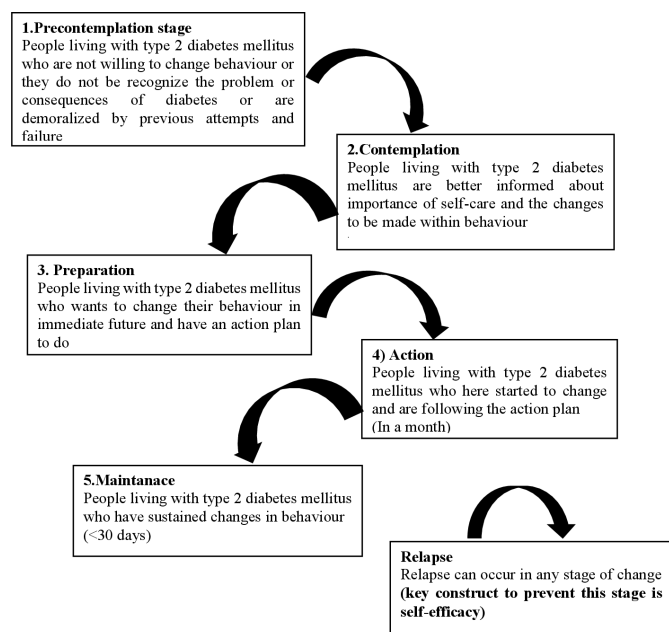 1.Precontemplation stage
People living with type 2 diabetes mellitus
who are not willing to change behaviour or
they do not be recognize the problem or
consequences of diabetes or are
demoralized by previous attempts and
failure
2.Contemplation
People living with type 2 diabetes
mellitus are better informed about
importance of self-care and the changes
to be made within behaviour
.
3. Preparation
People living with type 2 diabetes mellitus
who wants to change their behaviour in
immediate future and have an action plan
to do
4) Action
People living with type 2 diabetes
mellitus who here started to change
and are following the action plan
(In a month)
5.Maintanace
People living with type 2 diabetes mellitus
who have sustained changes in behaviour
(<30 days)
Relapse
Relapse can occur in any stage of change
(key construct to prevent this stage is
self-efficacy)